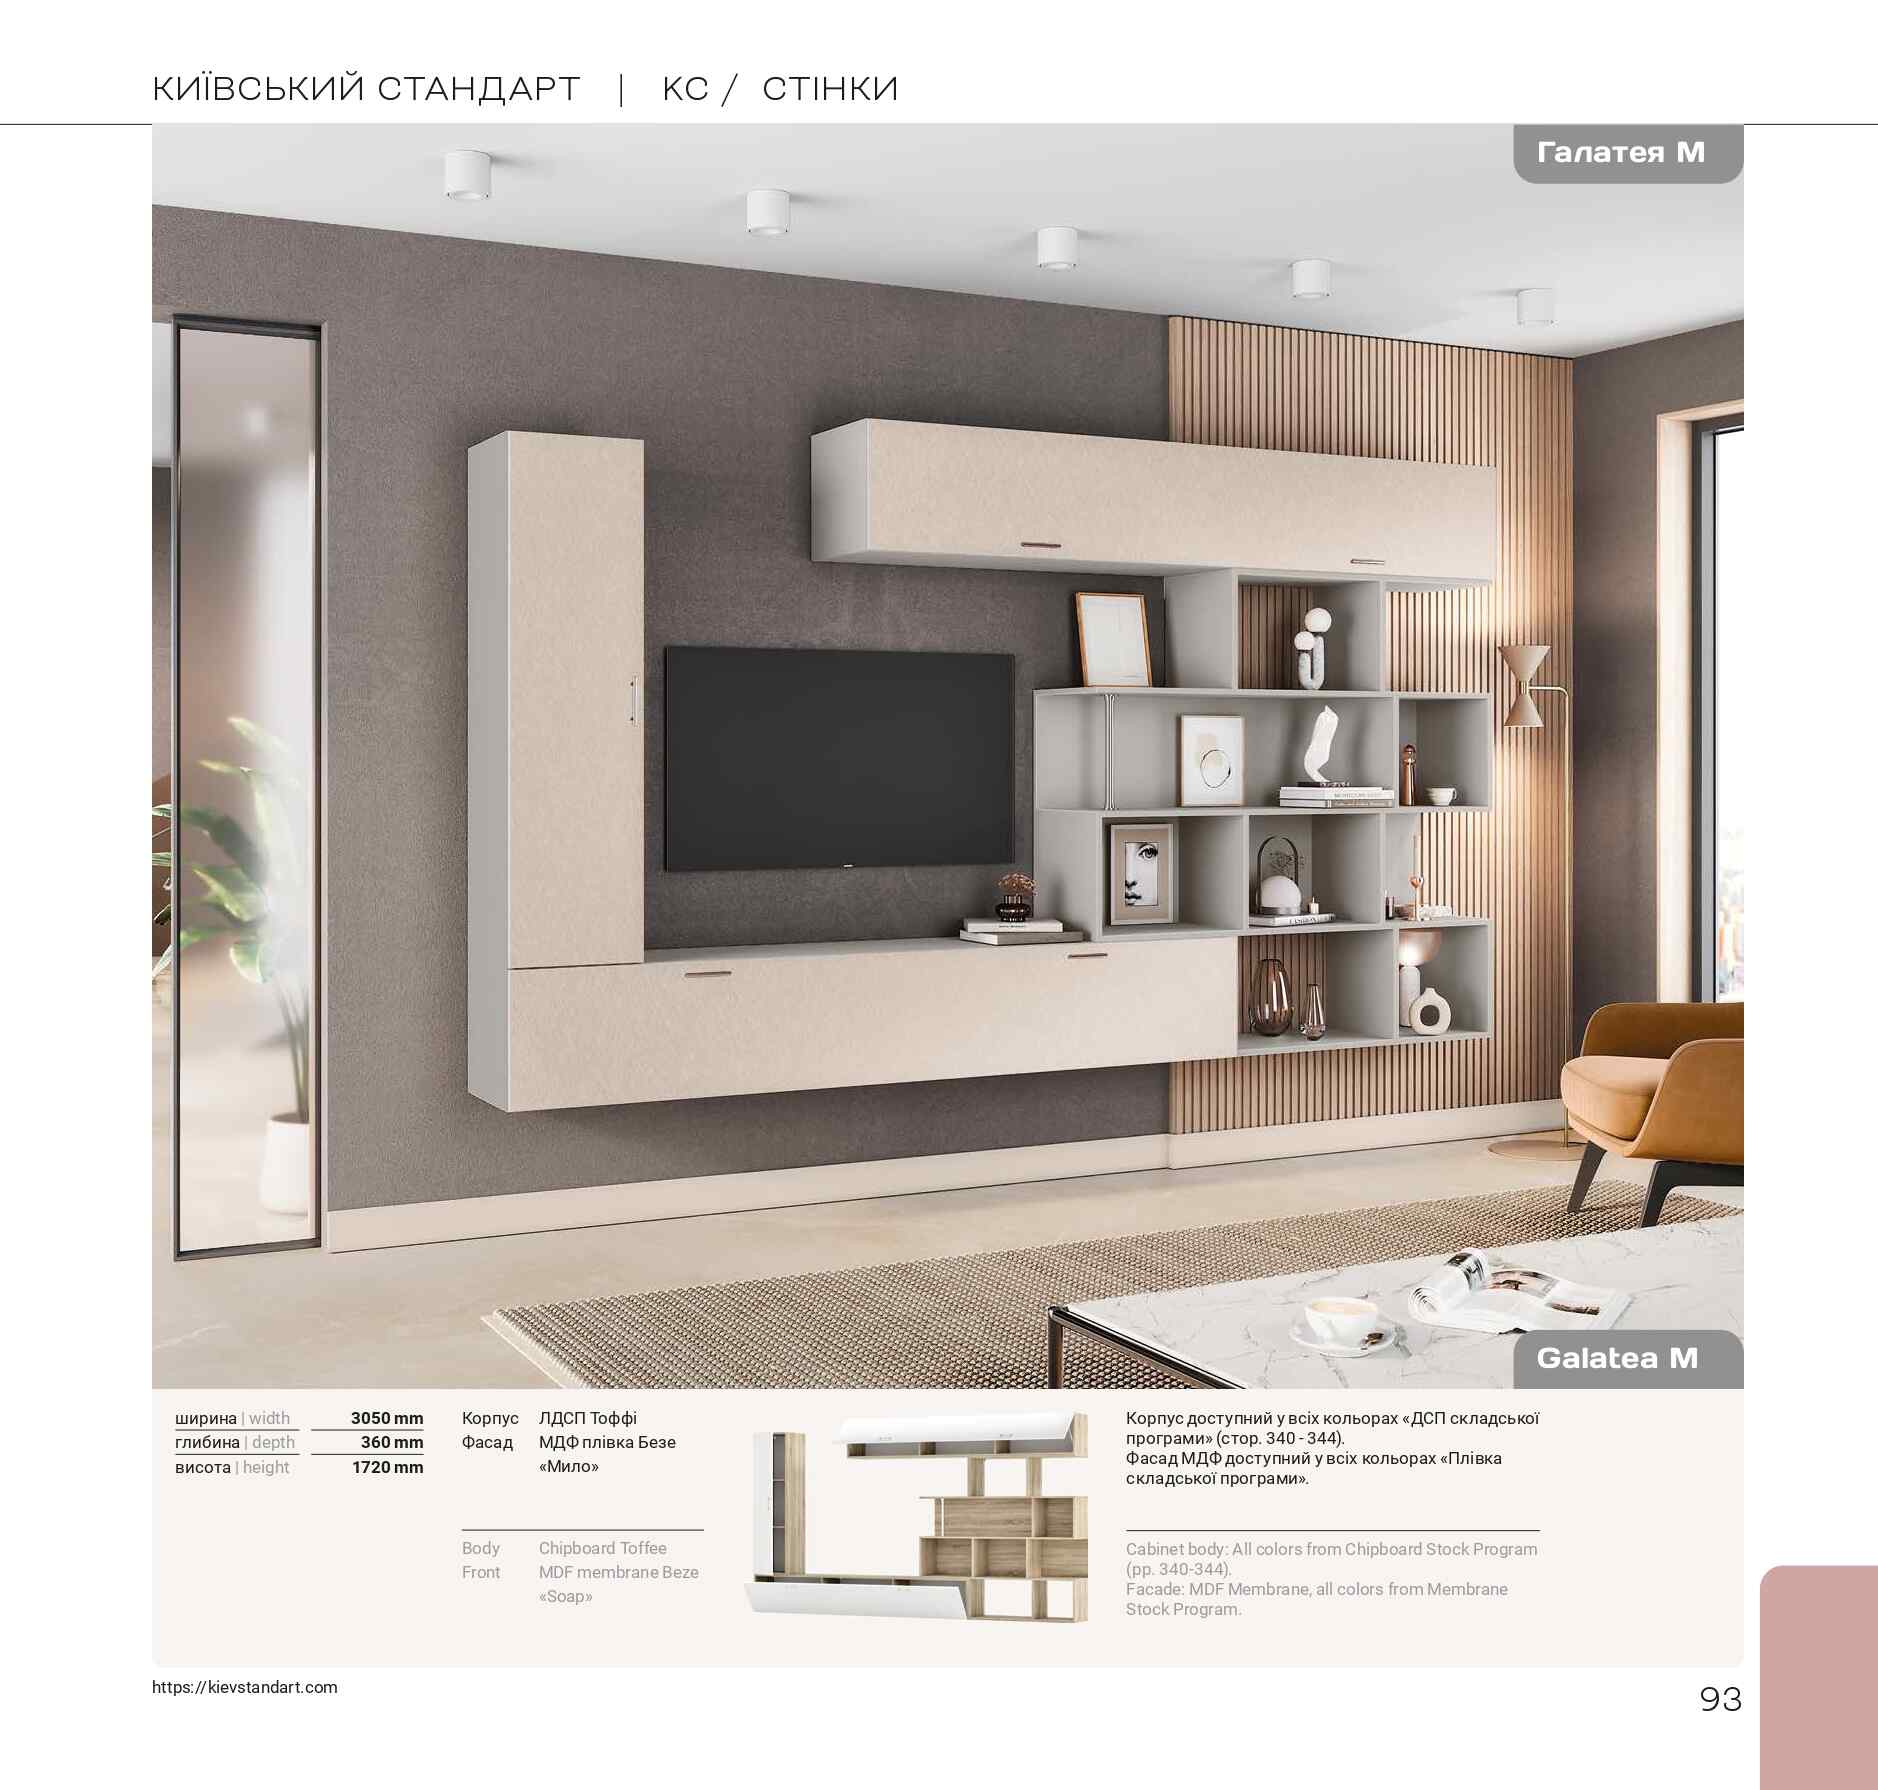 КИЇВСЬКИЙ СТАНДАРТ | КС / СТІНКИ
Галатея М
Galatea M
ширина | width 3050 mm
глибина | depth 360 mm
висота | height 1720 mm
Корпус ЛДСП Тоффі
Фасад МДФ плівка Безе
«Мило»
Body Chipboard Toffee
Front MDF membrane Beze
«Soap»
Корпус доступний у всіх кольорах «ДСП складської
програми» (стор. 340 - 344).
Фасад МДФ доступний у всіх кольорах «Плівка
складської програми».
Cabinet body: All colors from Chipboard Stock Program
(pp. 340-344).
Facade: MDF Membrane, all colors from Membrane
Stock Program.
https://kievstandart.com
93